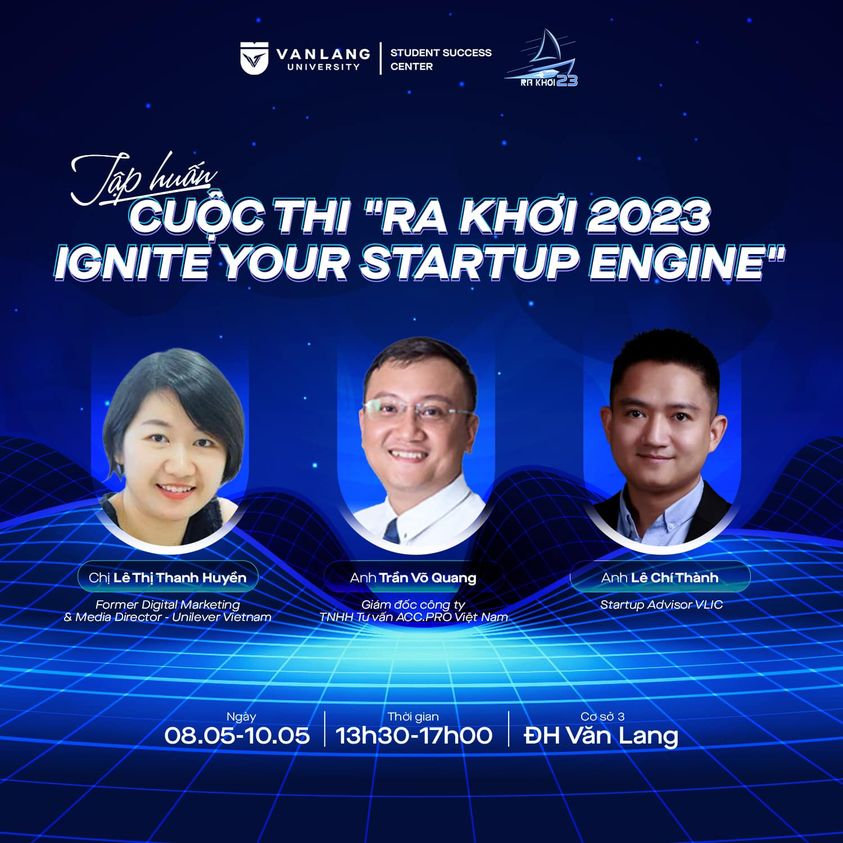 VANLANG
UNIVERSITY
STUDENT SUCCESS
CENTER
RA KHƠI 23
Tập huấn
CUỘC THI "RA KHƠI 2023
IGNITE YOUR STARTUP ENGINE"
Chị Lê Thị Thanh Huyền
Former Digital Marketing
& Media Director - Unilever Vietnam
Anh Trần Võ Quang
Giám đốc công ty
TNHH Tư vấn ACC.PRO Việt Nam
Anh Lê Chí Thành
Startup Advisor VLIC
Ngày
08.05-10.05
Thời gian
13h30-17h00
Cơ sở 3
ĐH Văn Lang